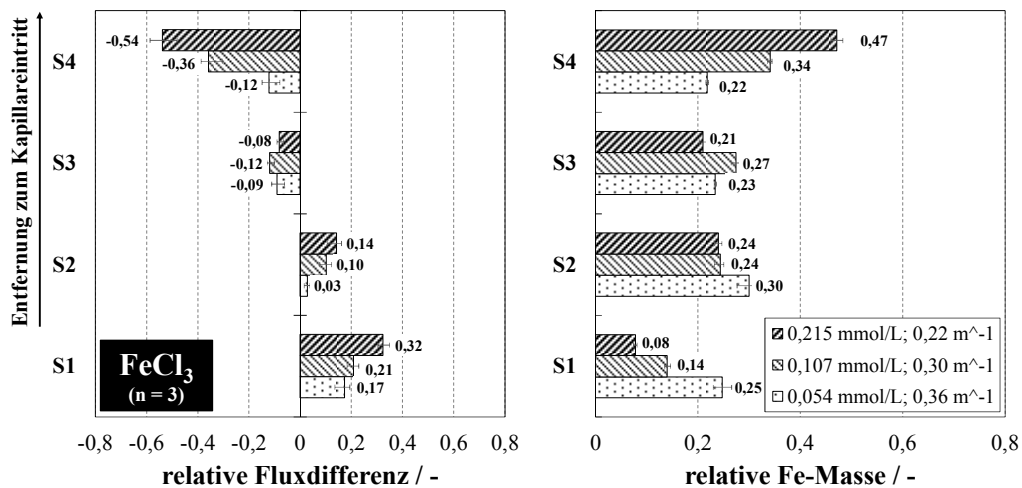 Entfernung zum Kapillareintritt
S4
-0,54
-0,36
-0,12
S3
-0,08
-0,12
-0,09
S2
0,14
0,10
0,03
S1
0,32
0,21
0,17
FeCl₃
(n = 3)
-0,8 -0,6 -0,4 -0,2 0 0,2 0,4 0,6 0,8
relative Fluxdifferenz / -
S4
0,47
0,34
0,22
S3
0,21
0,27
0,23
S2
0,24
0,24
0,30
S1
0,08
0,14
0,25
0,215 mmol/L; 0,22 m^-1
0,107 mmol/L; 0,30 m^-1
0,054 mmol/L; 0,36 m^-1
0 0,2 0,4 0,6 0,8
relative Fe-Masse / -